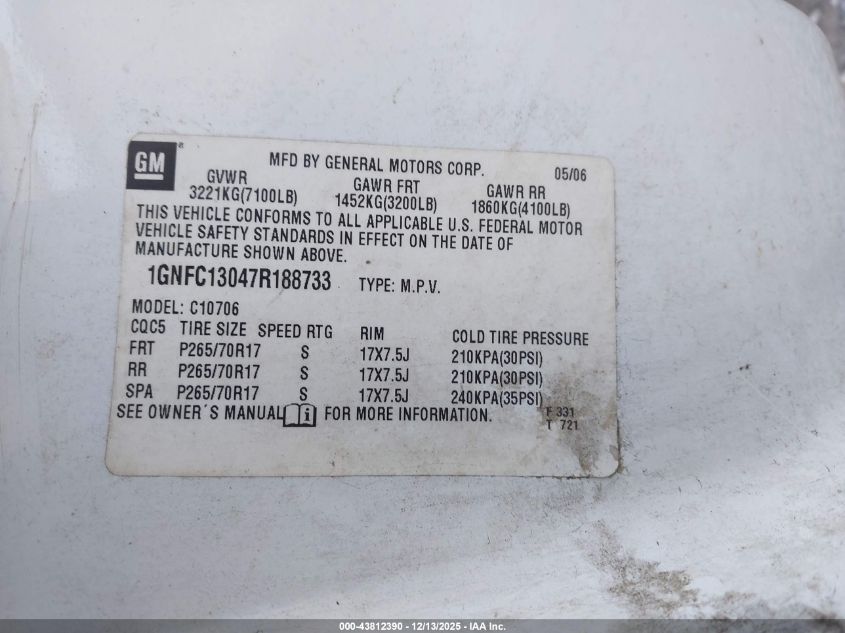 GM®
MFD BY GENERAL MOTORS CORP. 05/06
GVWR GAWR FRT GAWR RR
3221KG(7100LB) 1452KG(3200LB) 1860KG(4100LB)
THIS VEHICLE CONFORMS TO ALL APPLICABLE U.S. FEDERAL MOTOR
VEHICLE SAFETY STANDARDS IN EFFECT ON THE DATE OF
MANUFACTURE SHOWN ABOVE.
1GNFC13047R188733 TYPE: M.P.V.
MODEL: C10706
CQC5 TIRE SIZE SPEED RTG RIM COLD TIRE PRESSURE
FRT P265/70R17 S 17X7.5J 210KPA(30PSI)
RR P265/70R17 S 17X7.5J 210KPA(30PSI)
SPA P265/70R17 S 17X7.5J 240KPA(35PSI)
SEE OWNER´S MANUAL i FOR MORE INFORMATION.
F 331
T 721
000-43812390 - 12/13/2025 - IAA Inc.